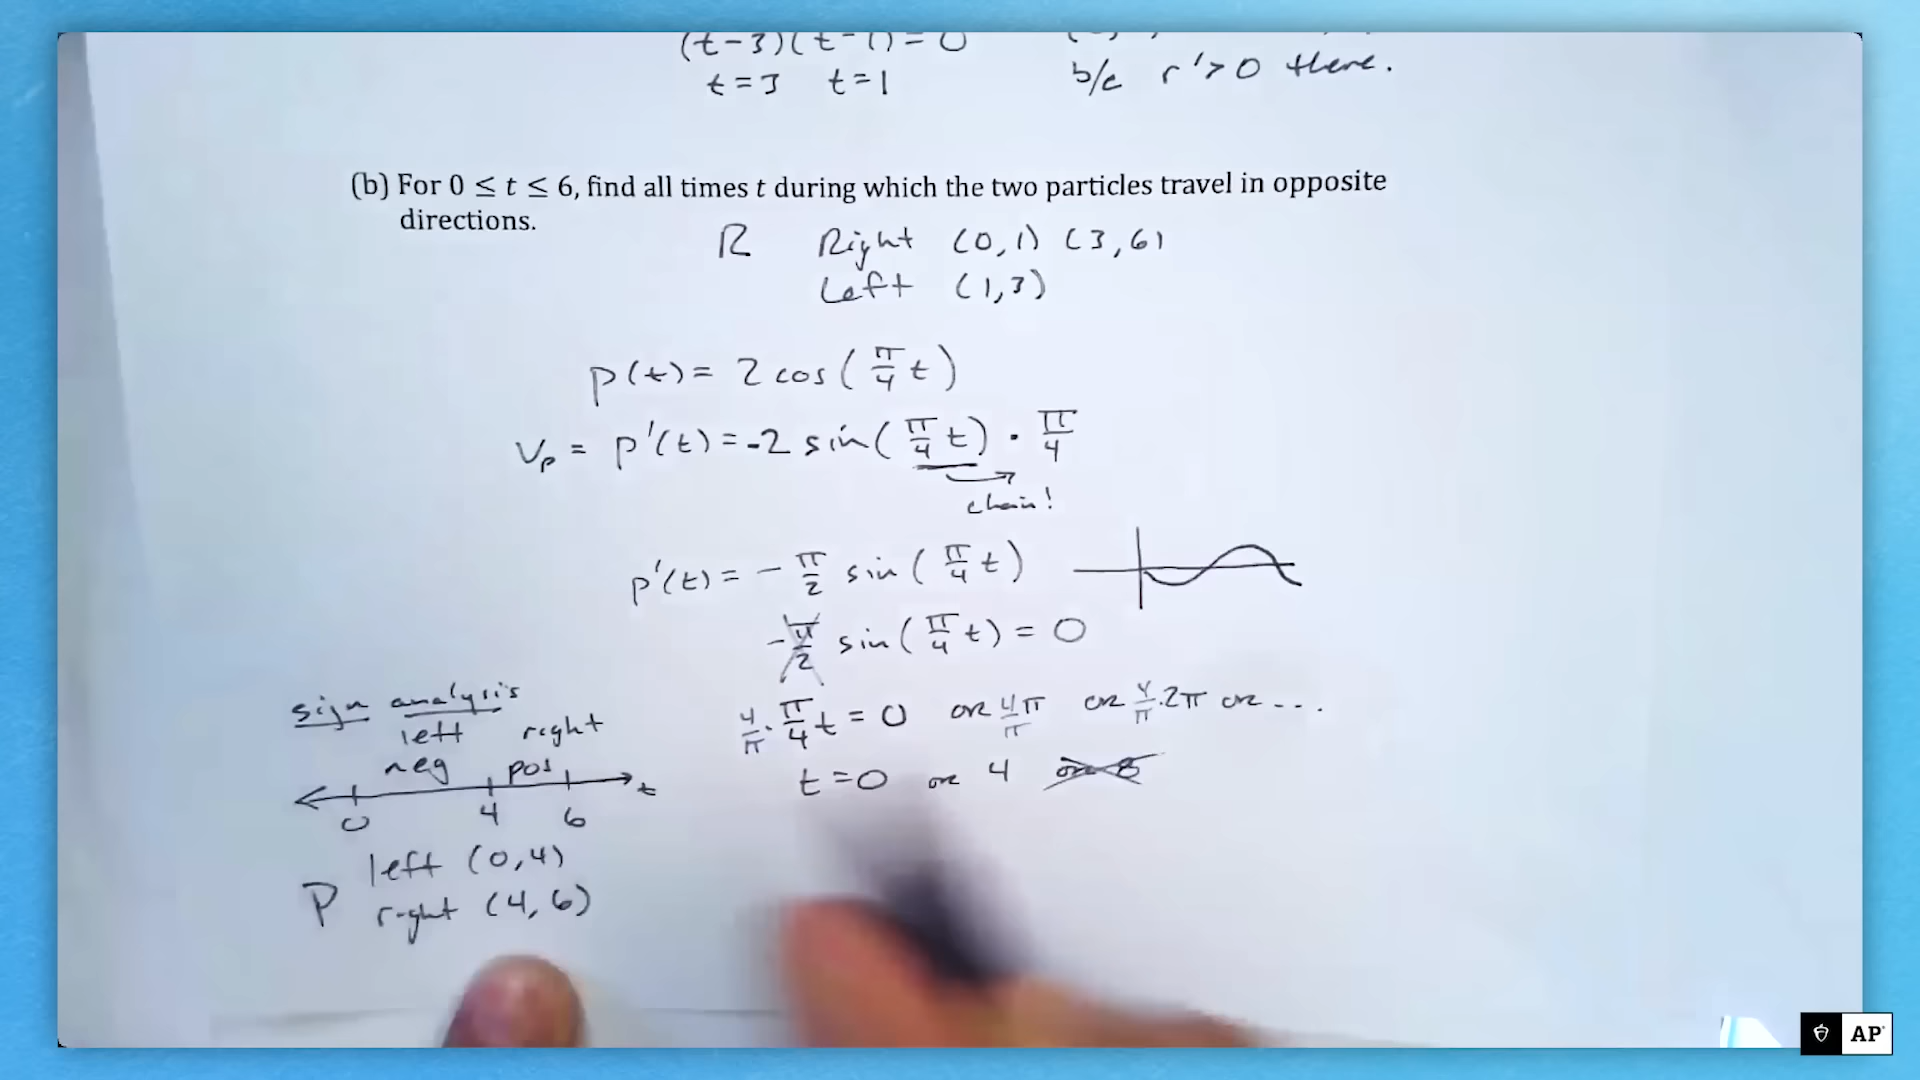 (t-3)(t-1)=0
t=3 t=1
b/c r'>0 there.
(b) For 0 ≤ t ≤ 6, find all times t during which the two particles travel in opposite
directions.
R Right (0,1) (3,6)
Left (1,3)
p(t) = 2 cos(π/4 t)
Vp = p'(t) = -2 sin(π/4 t) · π/4
chain!
p'(t) = - π/2 sin(π/4 t)
- π/2 sin(π/4 t) = 0
4/π · π/4 t = 0 or 4π/π or 4/π · 2π or ...
t = 0 or 4 or 8
sign analysis
left right
neg pos
t
0 4 6
left (0,4)
P right (4,6)
AP